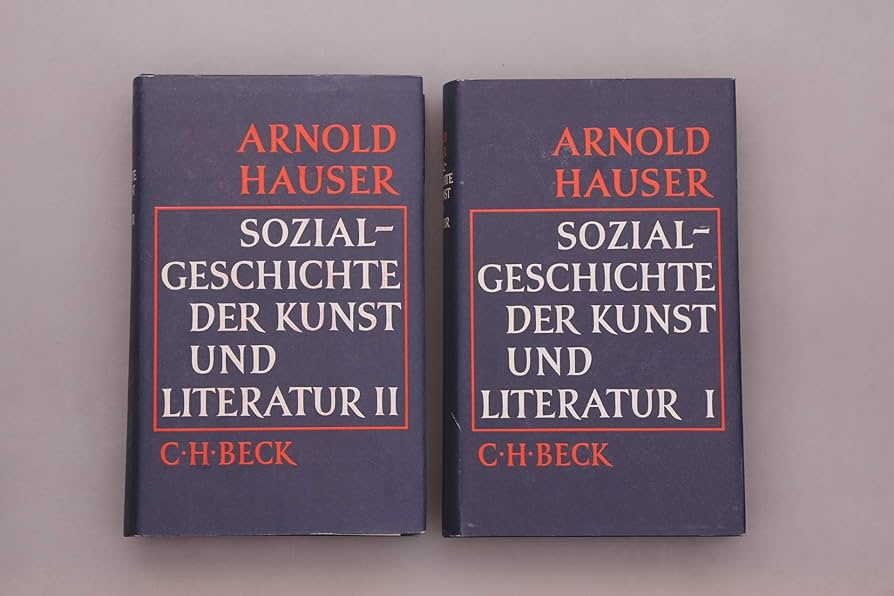 ARNOLD
HAUSER
SOZIAL-
GESCHICHTE
DER KUNST
UND
LITERATUR II
C·H·BECK
ARNOLD
HAUSER
SOZIAL-
GESCHICHTE
DER KUNST
UND
LITERATUR I
C·H·BECK